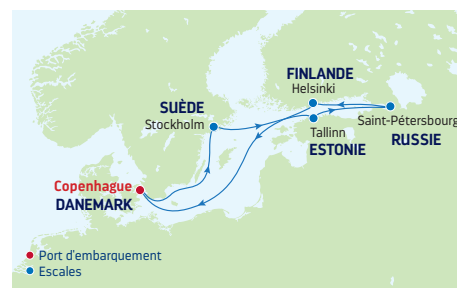 FINLANDE
Helsinki
SUÈDE
Stockholm
Saint-Pétersbourg
RUSSIE
Tallinn
ESTONIE
Copenhague
DANEMARK
Port d'embarquement
Escales